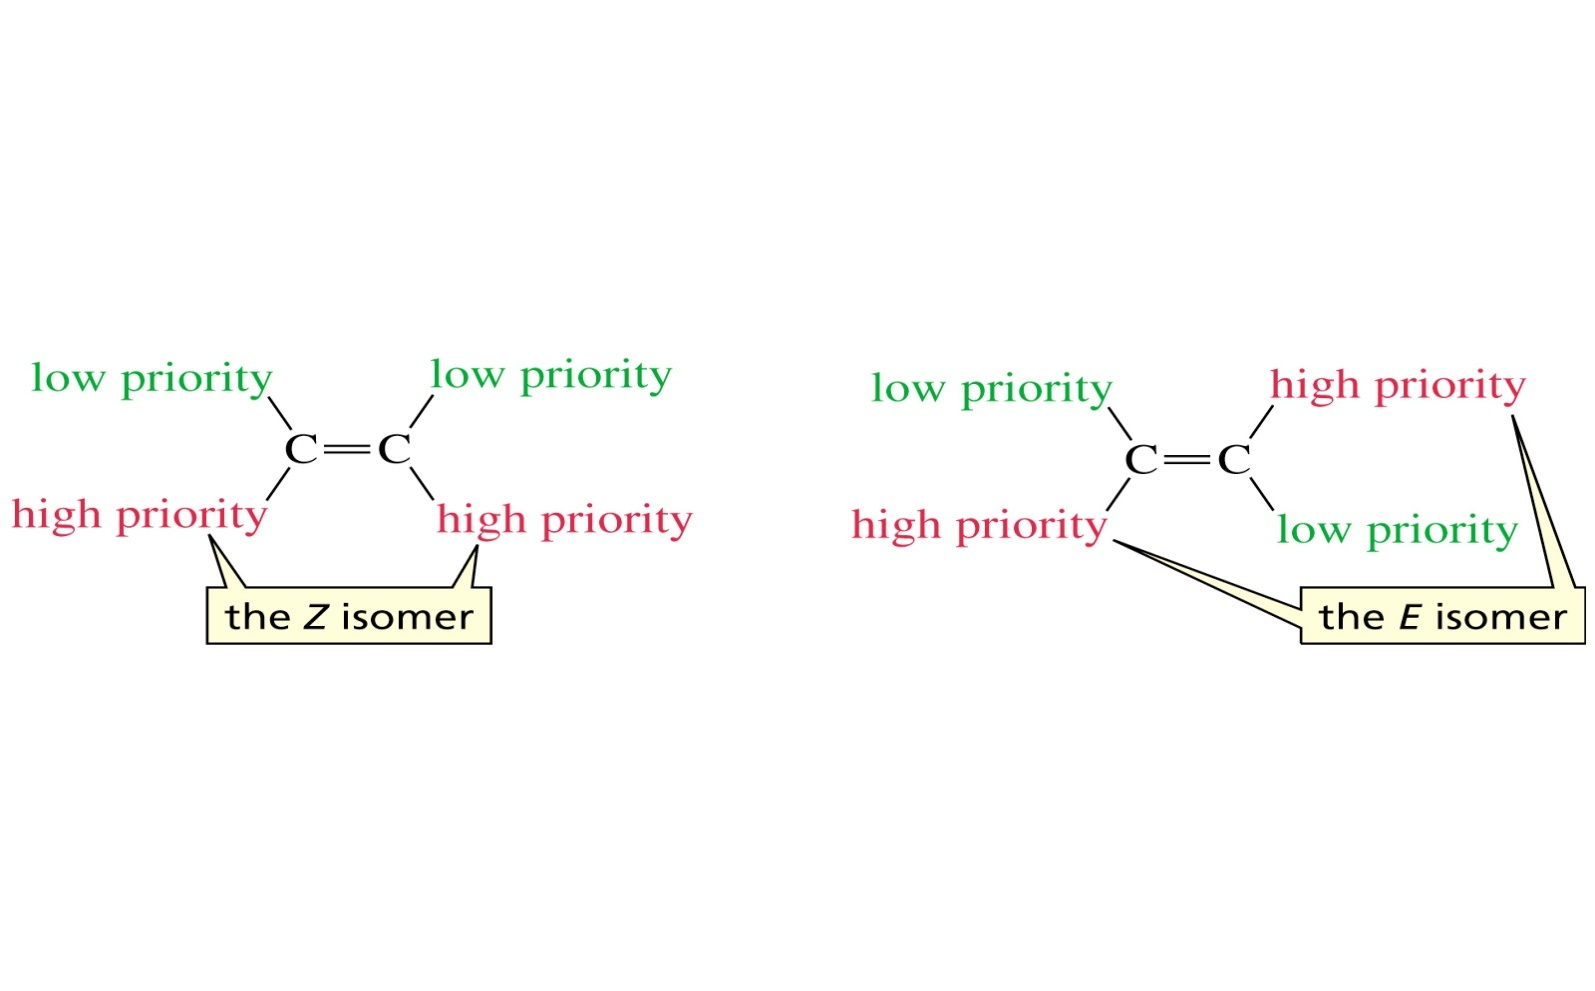 low priority low priority
C=C
high priority high priority
the Z isomer
low priority high priority
C=C
high priority low priority
the E isomer